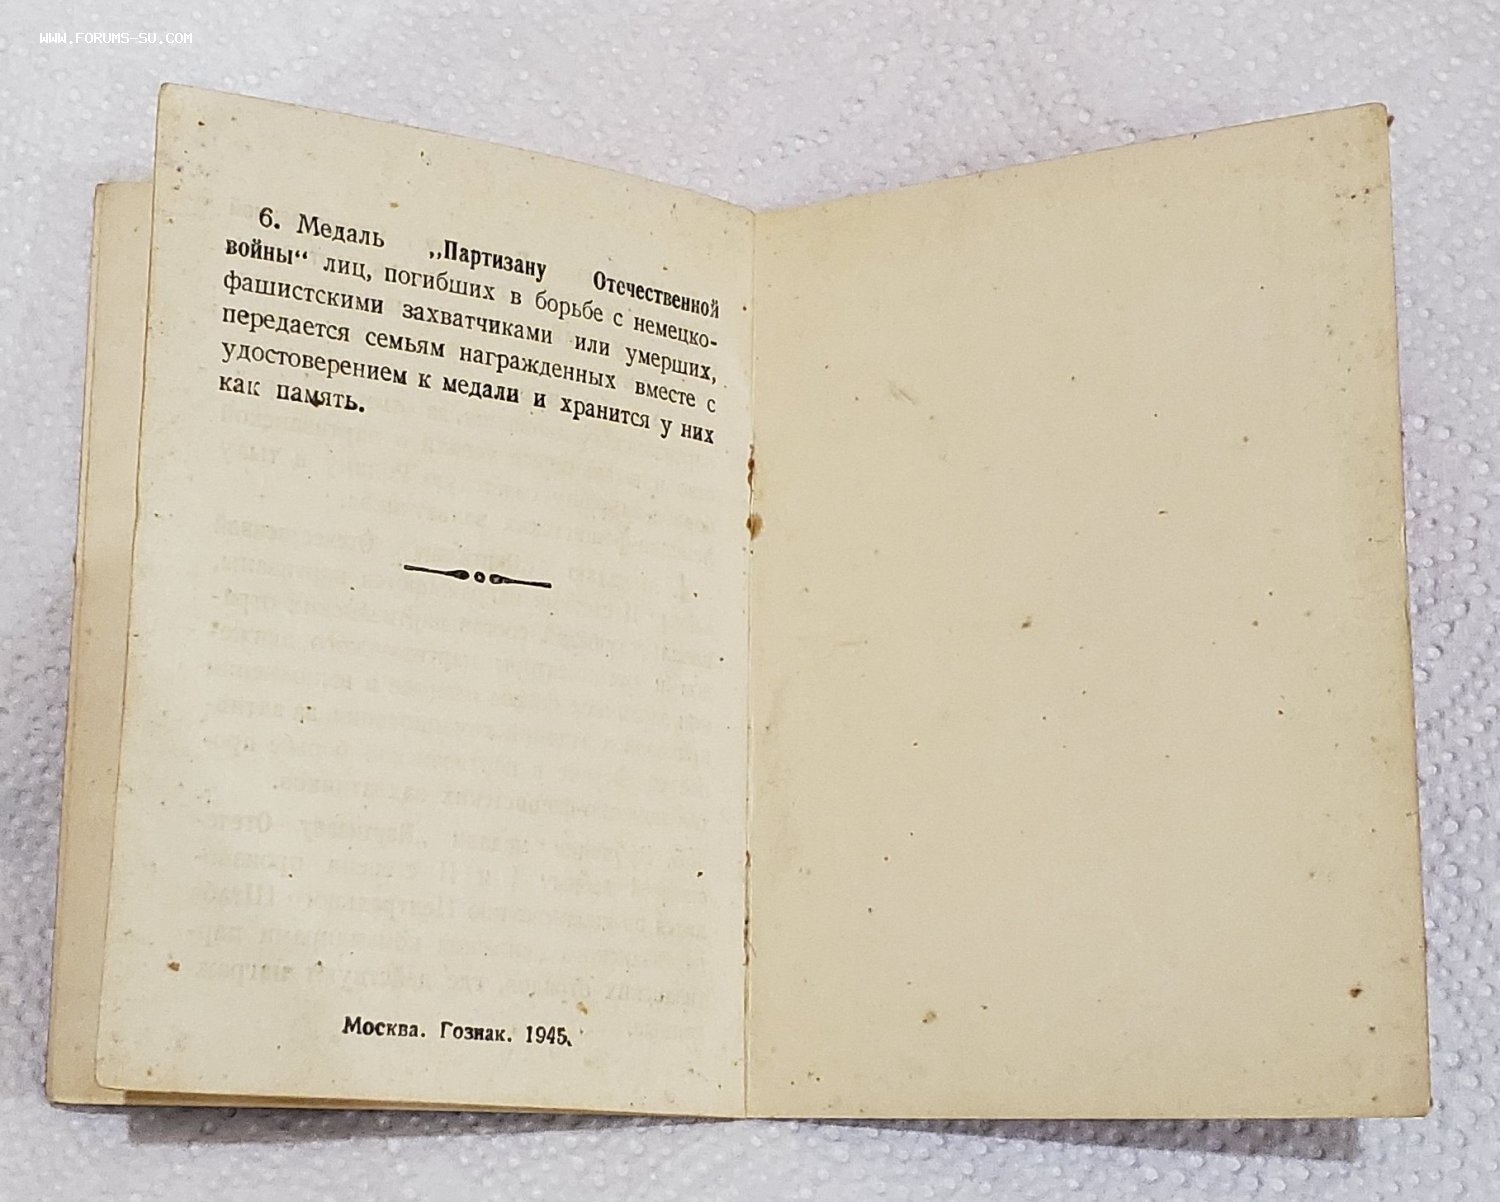 WWW.FORUMS-SU.COM
6. Медаль „Партизану Отечественной
войны“ лиц, погибших в борьбе с немецко-
фашистскими захватчиками или умерших,
передается семьям награжденных вместе с
удостоверением к медали и хранится у них
как память.
Москва. Гознак. 1945.